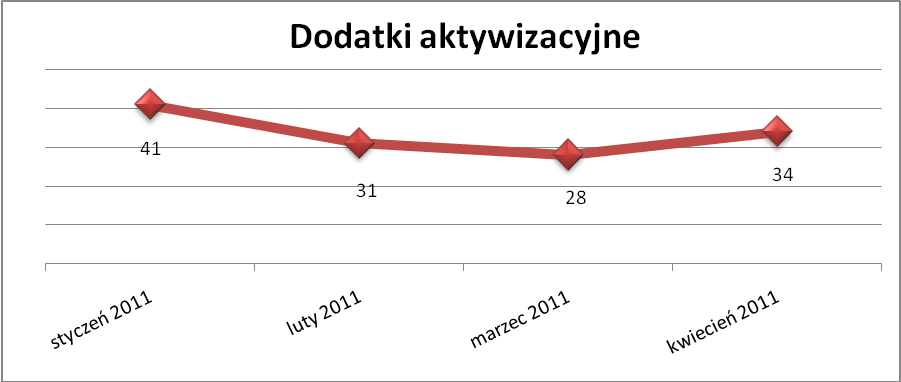 Dodatki aktywizacyjne
41
31
28
34
styczeń 2011
luty 2011
marzec 2011
kwiecień 2011